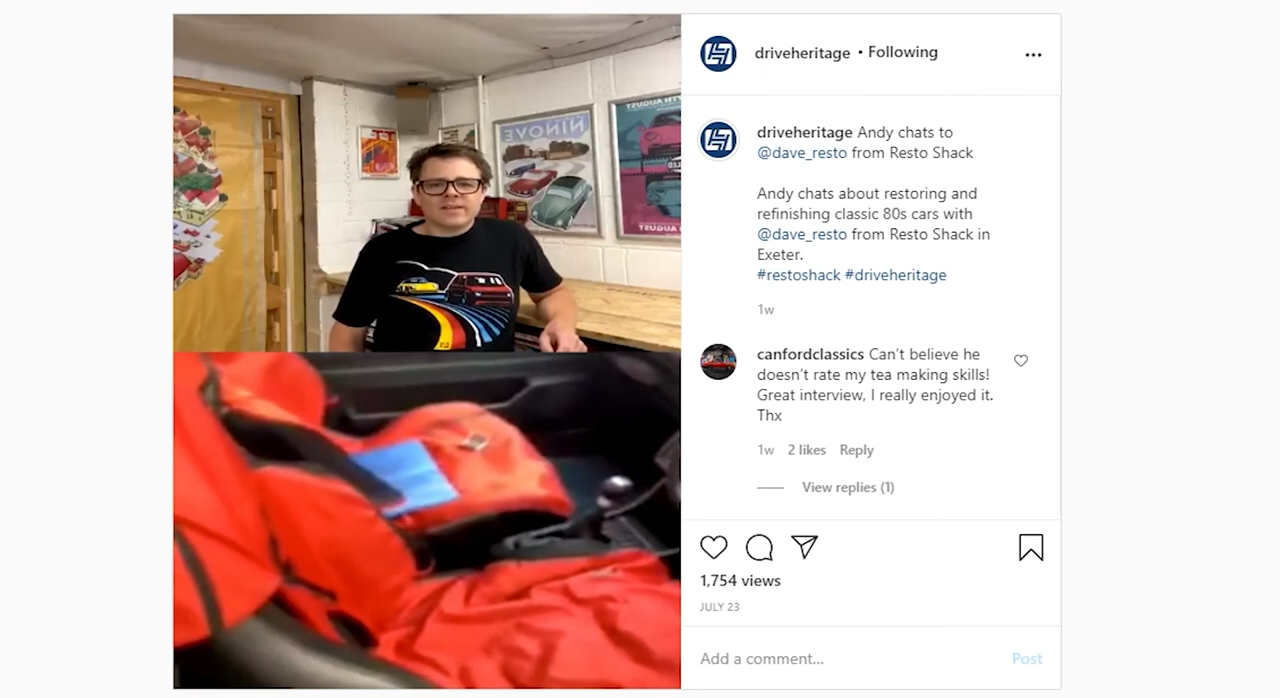 driveheritage • Following
driveheritage Andy chats to
@dave_resto from Resto Shack
Andy chats about restoring and
refinishing classic 80s cars with
@dave_resto from Resto Shack in
Exeter.
#restoshack #driveheritage
1w
canfordclassics Can't believe he
doesn't rate my tea making skills!
Great interview, I really enjoyed it.
Thx
1w 2 likes Reply
View replies (1)
1,754 views
JULY 23
Add a comment... Post
NINOVE